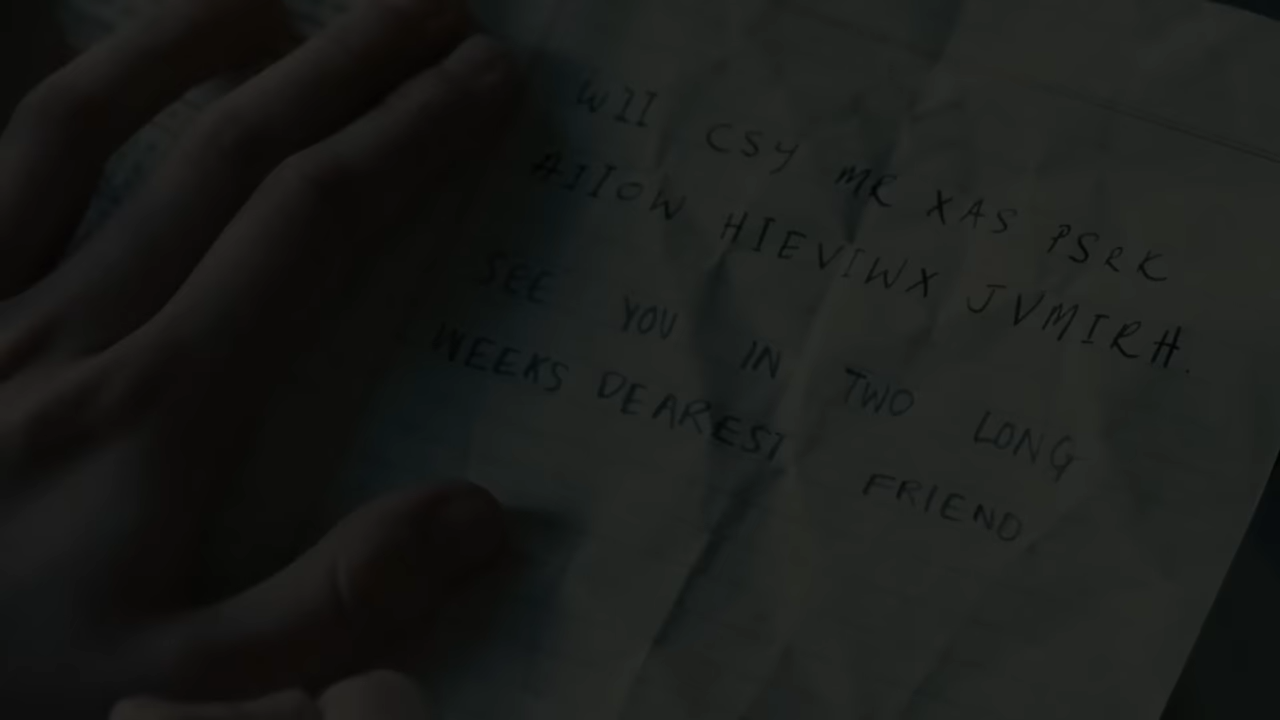 WII CSY MR XAS PSRK
AIIOW HIEVIWX JVMIRH.
SEE YOU IN TWO LONG
WEEKS DEAREST FRIEND